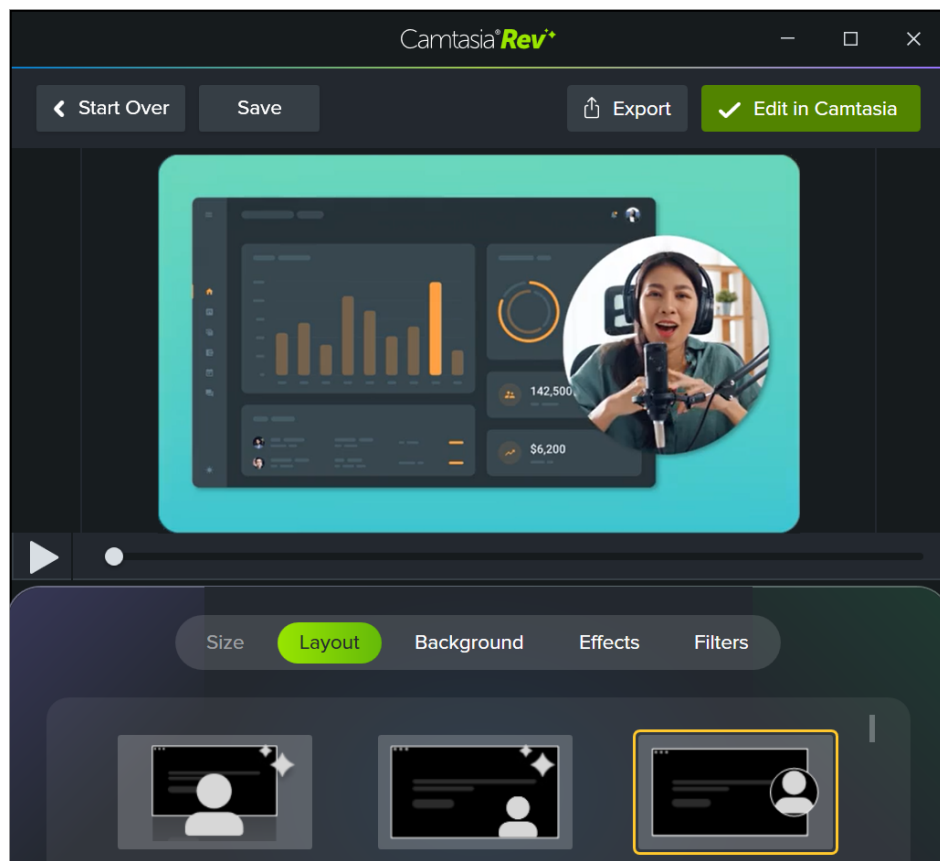 Camtasia® Rev
Start Over
Save
Export
Edit in Camtasia
142,500
$6,200
Size
Layout
Background
Effects
Filters